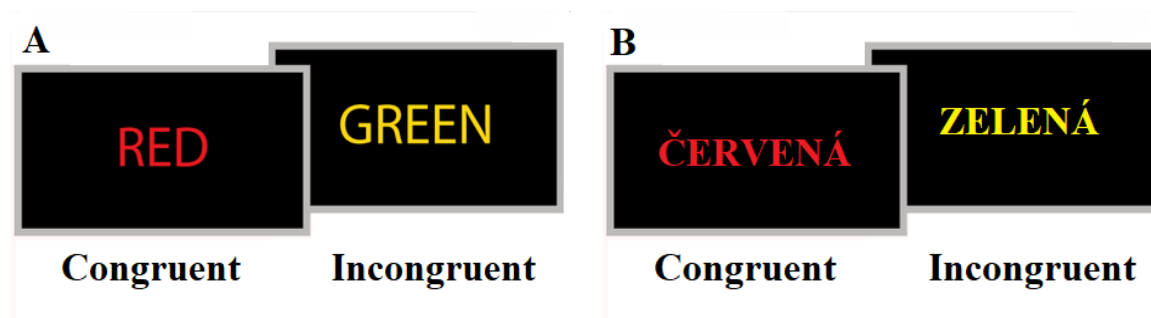 A
RED
GREEN
Congruent
Incongruent
B
ČERVENÁ
ZELENÁ
Congruent
Incongruent